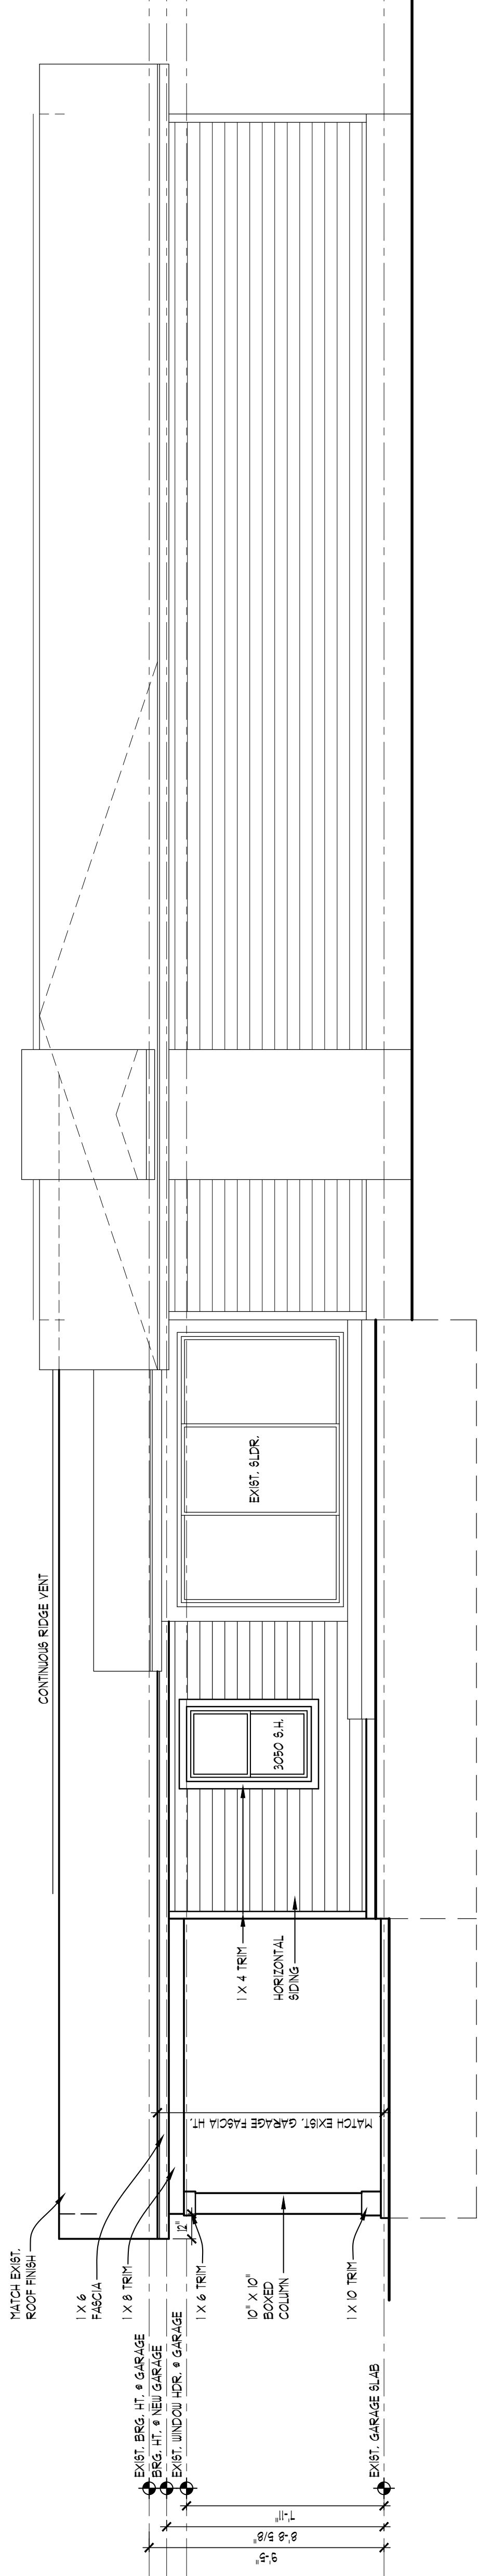 MATCH EXIST.
ROOF FINISH
1 X 6
FASCIA
1 X 8 TRIM
EXIST. BRG. HT. @ GARAGE
BRG. HT. @ NEW GARAGE
EXIST. WINDOW HDR. @ GARAGE
12"
1 X 6 TRIM
10" X 10"
BOXED
COLUMN
1 X 10 TRIM
EXIST. GARAGE SLAB
7'-11"
8'-8 5/8"
9'-5"
MATCH EXIST. GARAGE FASCIA HT.
1 X 4 TRIM
HORIZONTAL
SIDING
CONTINUOUS RIDGE VENT
3050 S.H.
EXIST. SLDR.